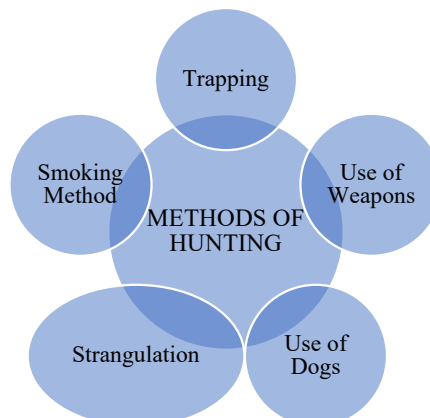 Trapping
Smoking
Method
Use of
Weapons
METHODS OF
HUNTING
Strangulation
Use of
Dogs